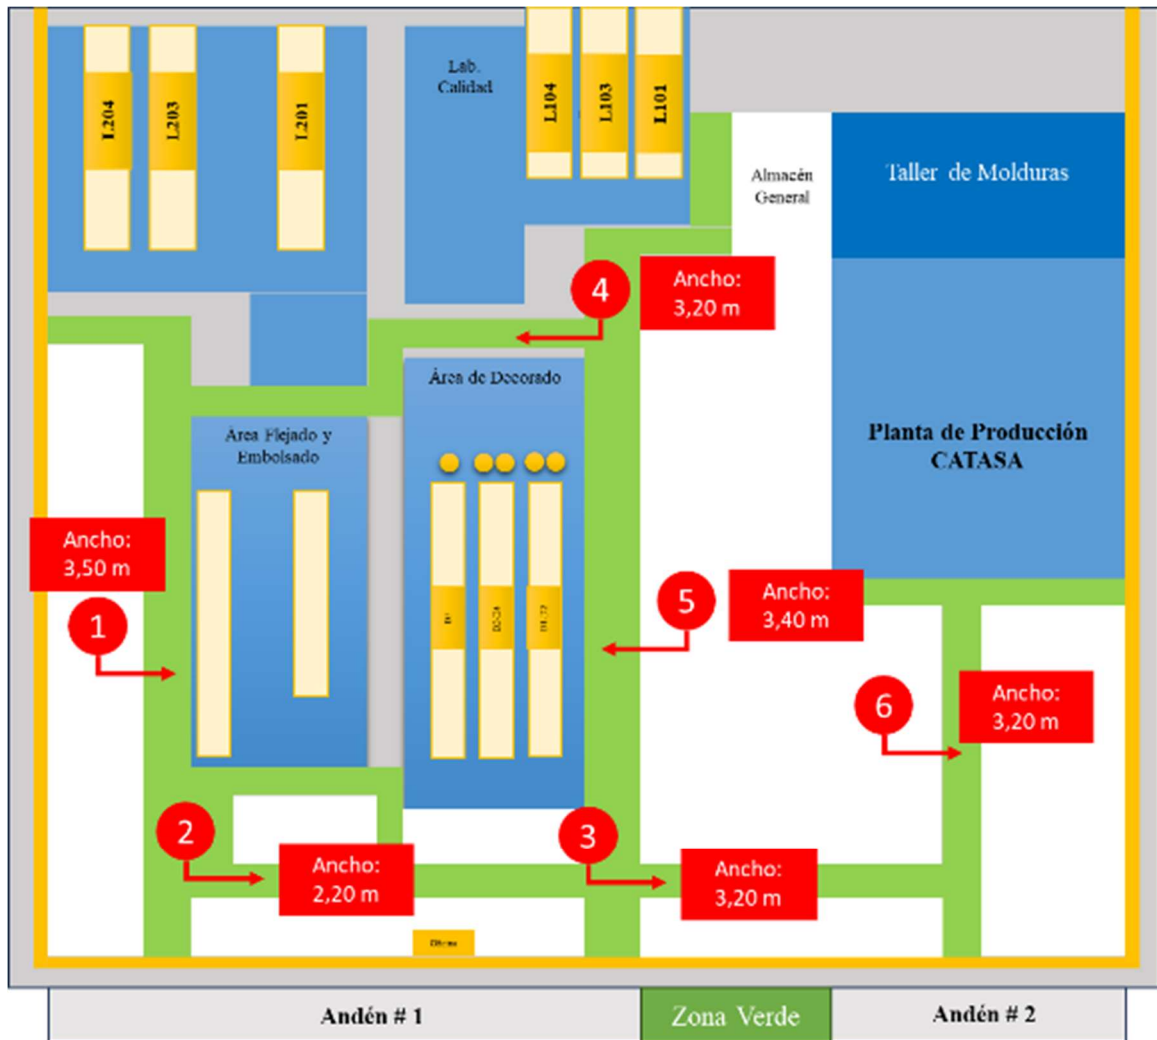 L204
L203
L201
Lab.
Calidad
L104
L103
L101
Almacén
General
Taller de Molduras
4
Ancho:
3,20 m
Área de Decorado
Área Flejado y
Embolsado
Planta de Producción
CATASA
Ancho:
3,50 m
1
5
Ancho:
3,40 m
6
Ancho:
3,20 m
2
Ancho:
2,20 m
3
Ancho:
3,20 m
Andén # 1
Zona Verde
Andén # 2